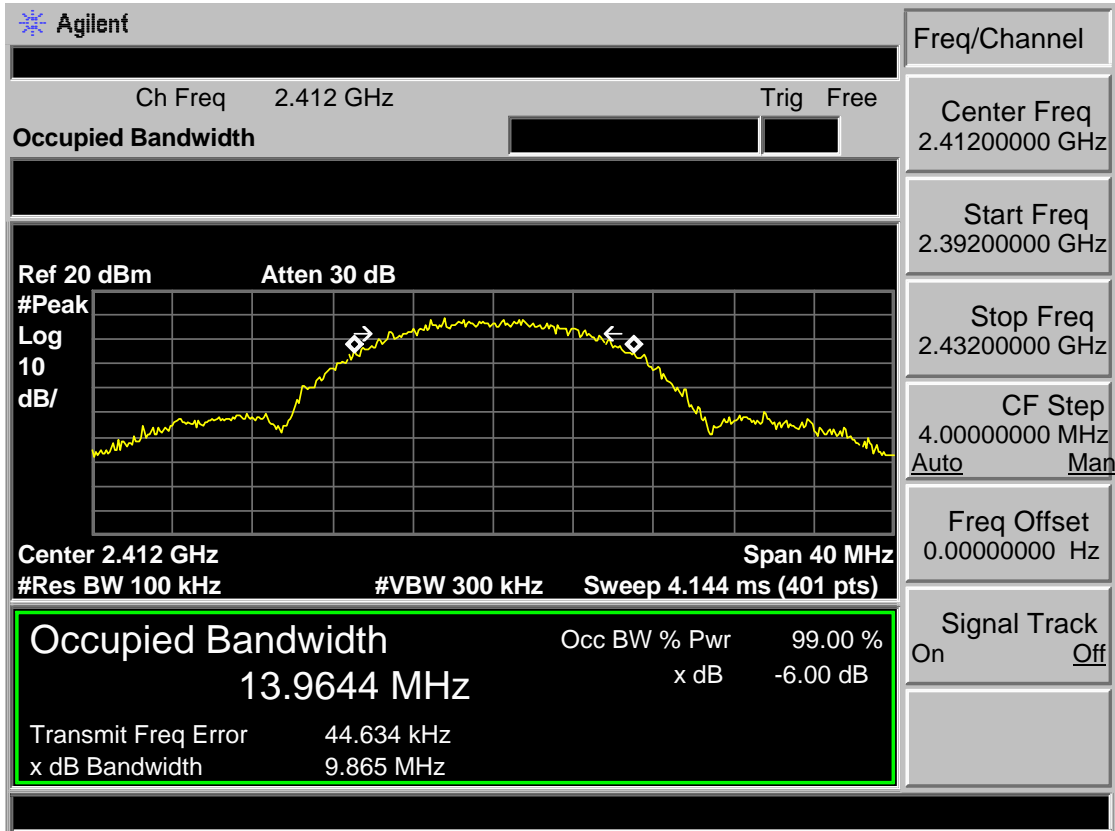 Agilent
Freq/Channel
Ch Freq 2.412 GHz Trig Free
Occupied Bandwidth
Center Freq
2.41200000 GHz
Start Freq
2.39200000 GHz
Stop Freq
2.43200000 GHz
CF Step
4.00000000 MHz
Auto Man
Freq Offset
0.00000000 Hz
Signal Track
On Off
Ref 20 dBm Atten 30 dB
#Peak
Log
10
dB/
Center 2.412 GHz Span 40 MHz
#Res BW 100 kHz #VBW 300 kHz Sweep 4.144 ms (401 pts)
Occupied Bandwidth Occ BW % Pwr 99.00 %
13.9644 MHz x dB -6.00 dB
Transmit Freq Error 44.634 kHz
x dB Bandwidth 9.865 MHz